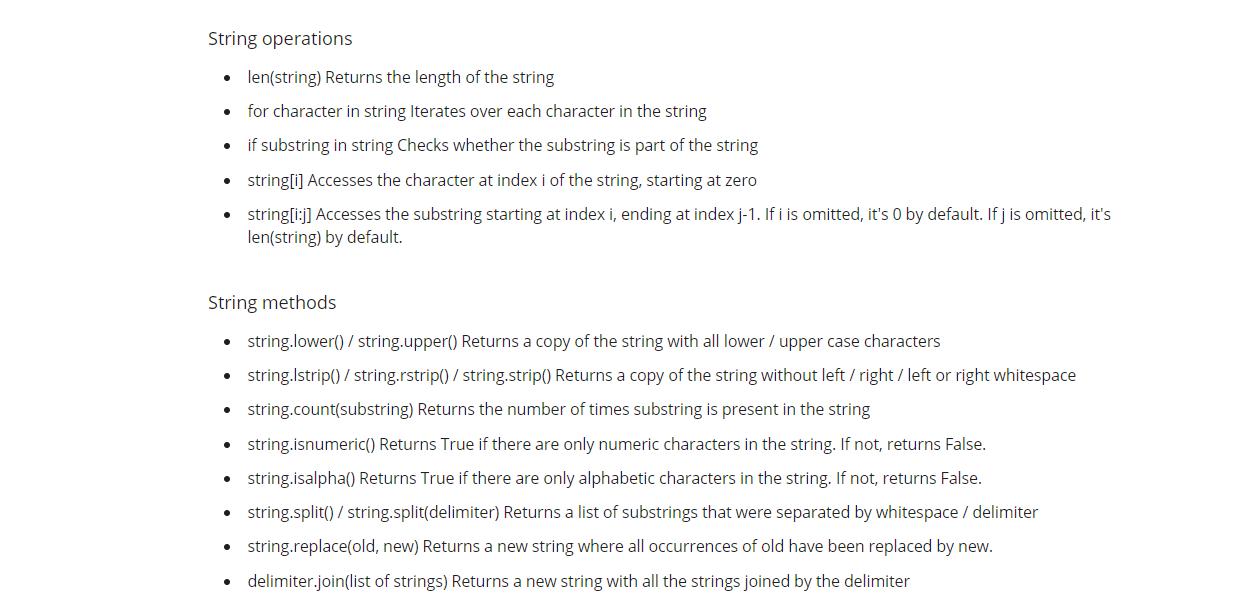 String operations
• len(string) Returns the length of the string
• for character in string Iterates over each character in the string
• if substring in string Checks whether the substring is part of the string
• string[i] Accesses the character at index i of the string, starting at zero
• string[i:j] Accesses the substring starting at index i, ending at index j-1. If i is omitted, it's 0 by default. If j is omitted, it's
len(string) by default.
String methods
• string.lower() / string.upper() Returns a copy of the string with all lower / upper case characters
• string.lstrip() / string.rstrip() / string.strip() Returns a copy of the string without left / right / left or right whitespace
• string.count(substring) Returns the number of times substring is present in the string
• string.isnumeric() Returns True if there are only numeric characters in the string. If not, returns False.
• string.isalpha() Returns True if there are only alphabetic characters in the string. If not, returns False.
• string.split() / string.split(delimiter) Returns a list of substrings that were separated by whitespace / delimiter
• string.replace(old, new) Returns a new string where all occurrences of old have been replaced by new.
• delimiter.join(list of strings) Returns a new string with all the strings joined by the delimiter